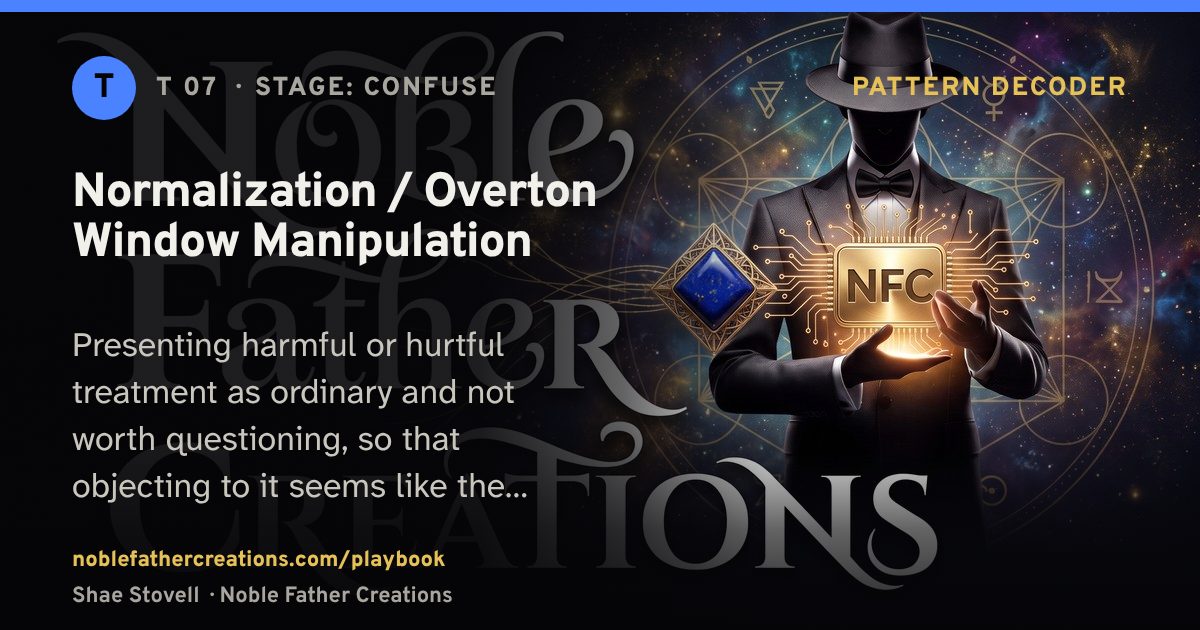 T
T 07 · STAGE: CONFUSE
PATTERN DECODER
Normalization / Overton
Window Manipulation
Presenting harmful or hurtful
treatment as ordinary and not
worth questioning, so that
objecting to it seems like the...
noblefathercreations.com/playbook
Shae Stovell · Noble Father Creations
NFC
Noble
Father
Creations